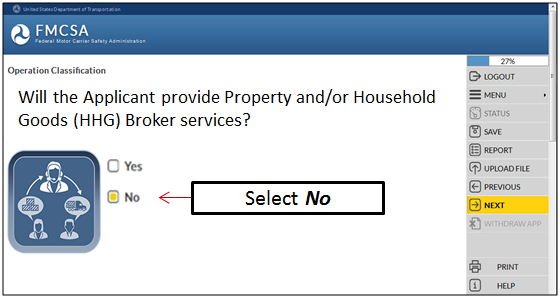 United States Department of Transportation
FMCSA
Federal Motor Carrier Safety Administration
Operation Classification
Will the Applicant provide Property and/or Household
Goods (HHG) Broker services?
Yes
No
Select No
27%
LOGOUT
MENU
STATUS
SAVE
REPORT
UPLOAD FILE
PREVIOUS
NEXT
WITHDRAW APP
PRINT
HELP